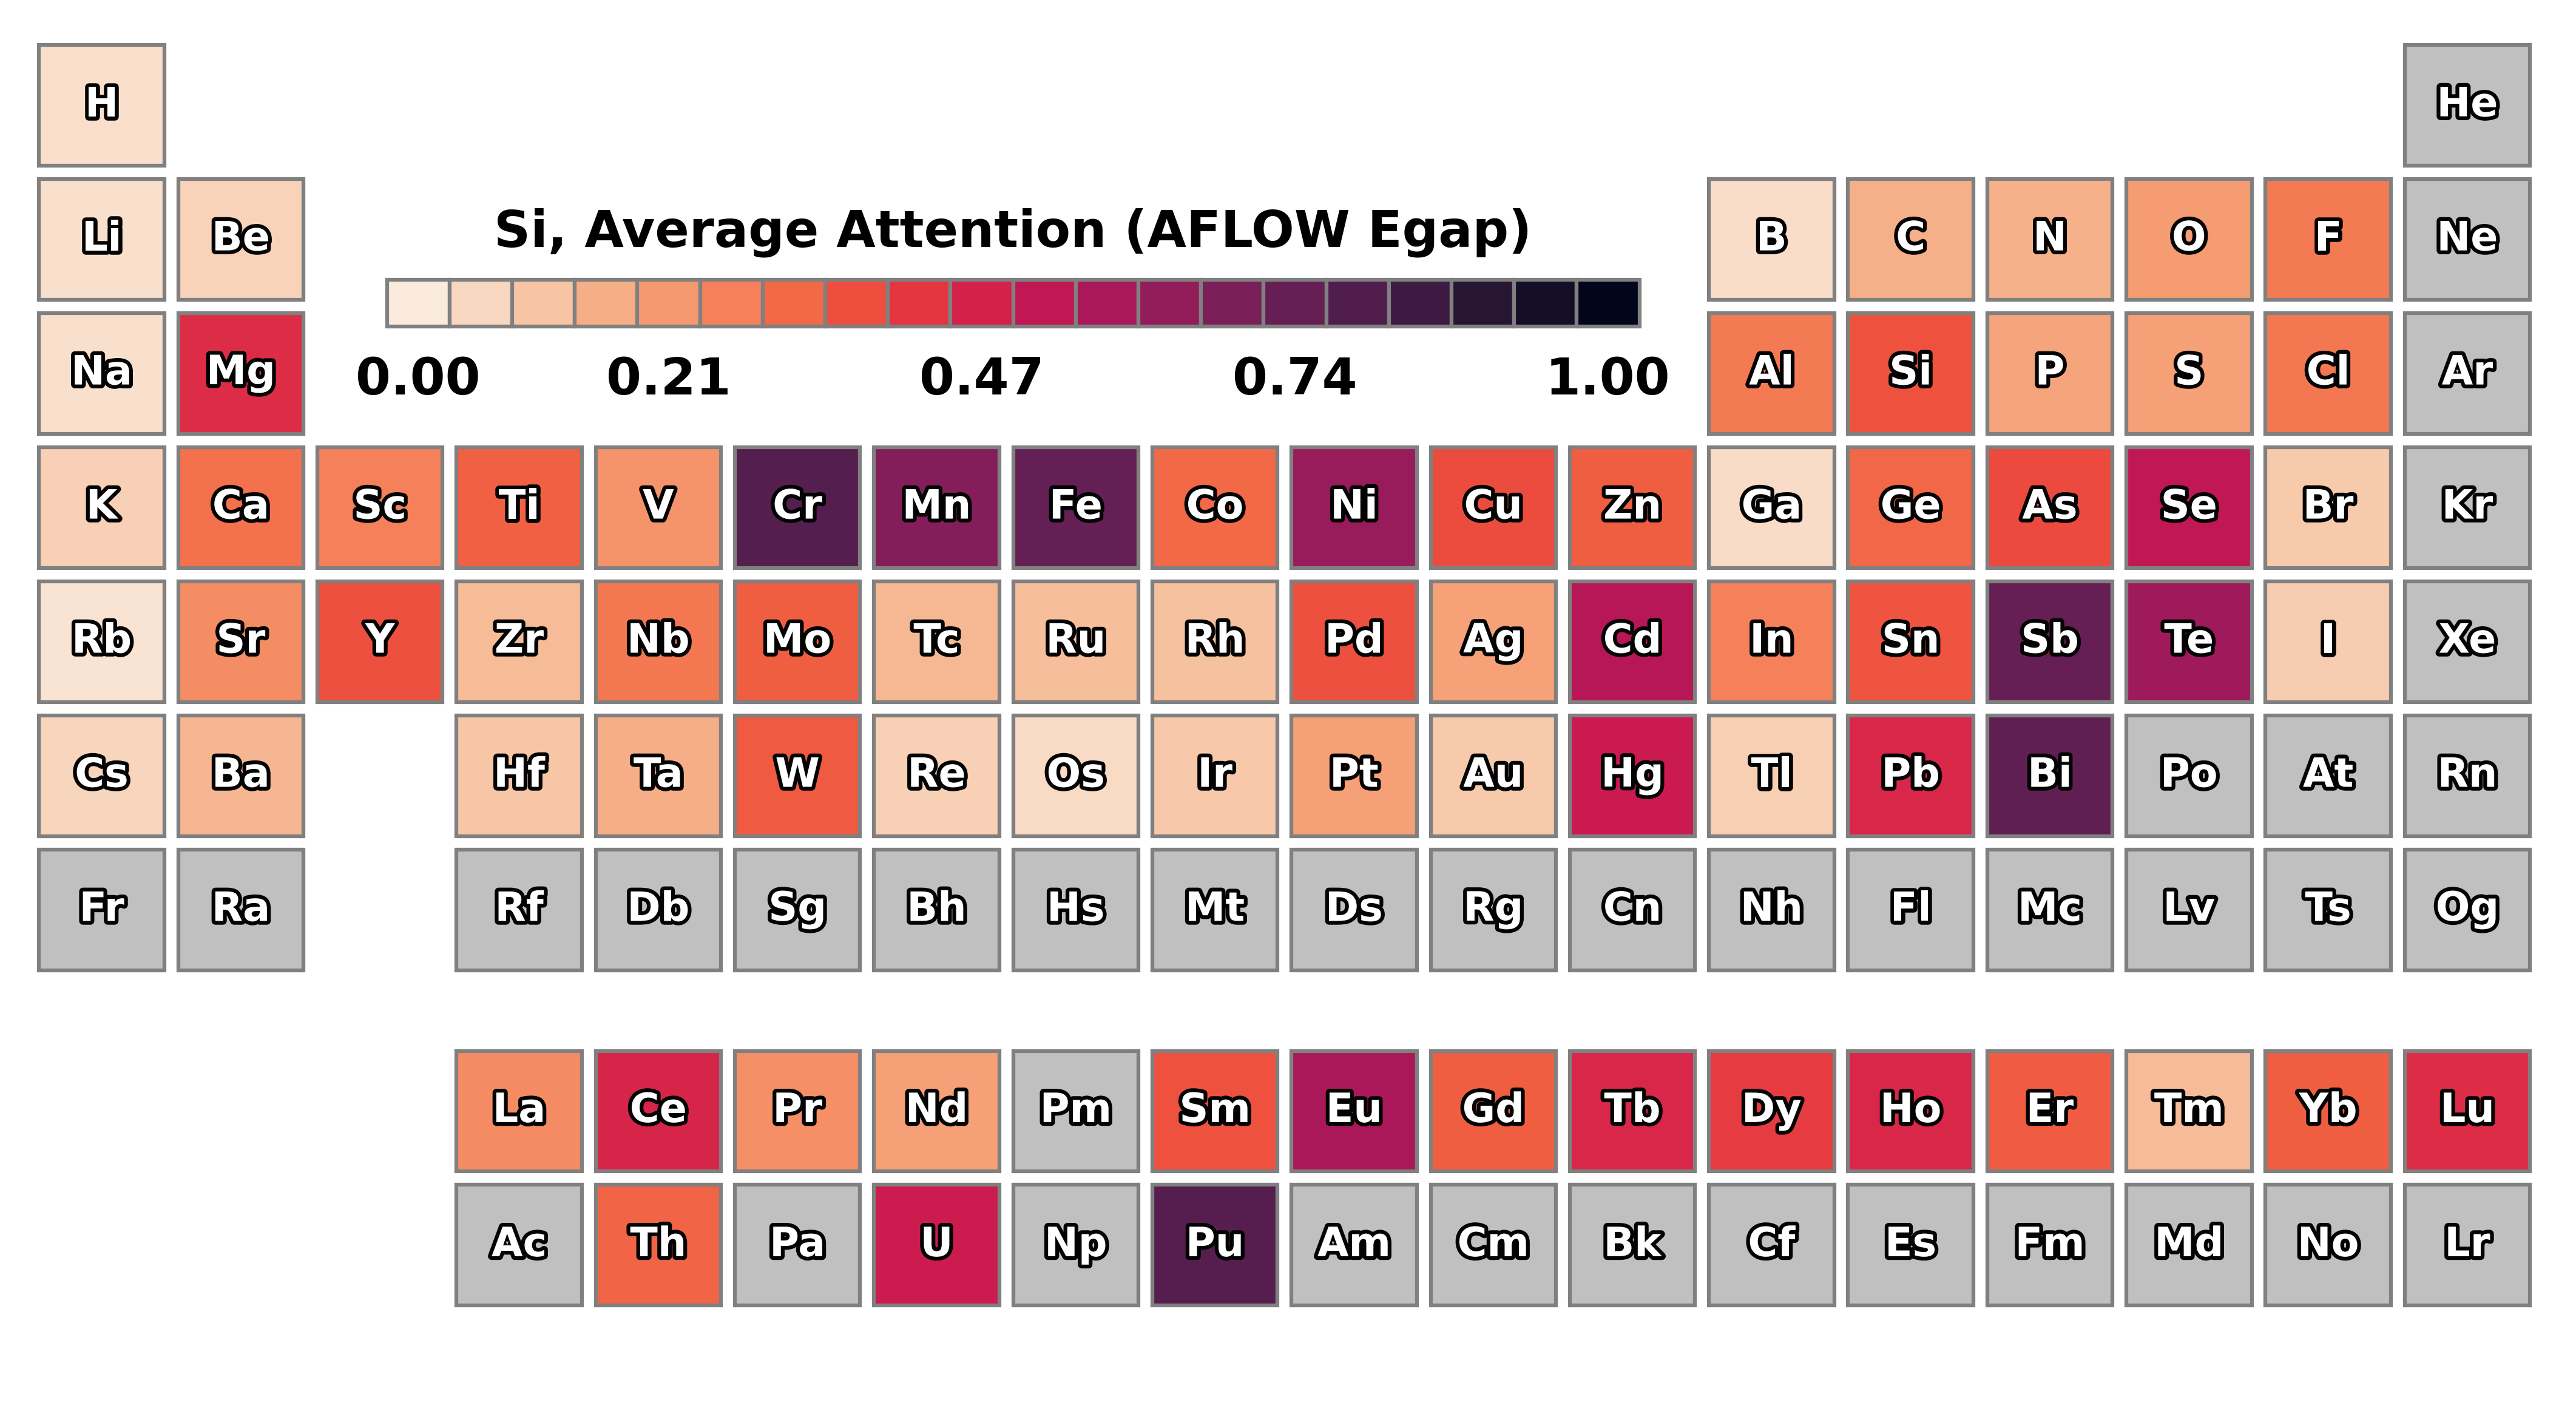 H He
Li Be B C N O F Ne
Si, Average Attention (AFLOW Egap)
Na Mg Al Si P S Cl Ar
0.00 0.21 0.47 0.74 1.00
K Ca Sc Ti V Cr Mn Fe Co Ni Cu Zn Ga Ge As Se Br Kr
Rb Sr Y Zr Nb Mo Tc Ru Rh Pd Ag Cd In Sn Sb Te I Xe
Cs Ba Hf Ta W Re Os Ir Pt Au Hg Tl Pb Bi Po At Rn
Fr Ra Rf Db Sg Bh Hs Mt Ds Rg Cn Nh Fl Mc Lv Ts Og
La Ce Pr Nd Pm Sm Eu Gd Tb Dy Ho Er Tm Yb Lu
Ac Th Pa U Np Pu Am Cm Bk Cf Es Fm Md No Lr